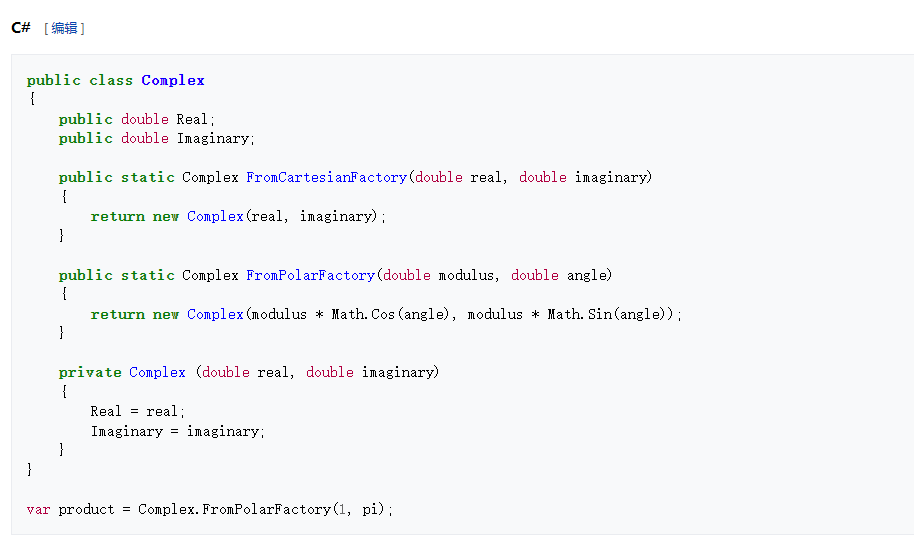 C# [编辑]
public class Complex
{
    public double Real;
    public double Imaginary;

    public static Complex FromCartesianFactory(double real, double imaginary)
    {
        return new Complex(real, imaginary);
    }

    public static Complex FromPolarFactory(double modulus, double angle)
    {
        return new Complex(modulus * Math.Cos(angle), modulus * Math.Sin(angle));
    }

    private Complex (double real, double imaginary)
    {
        Real = real;
        Imaginary = imaginary;
    }
}

var product = Complex.FromPolarFactory(1, pi);